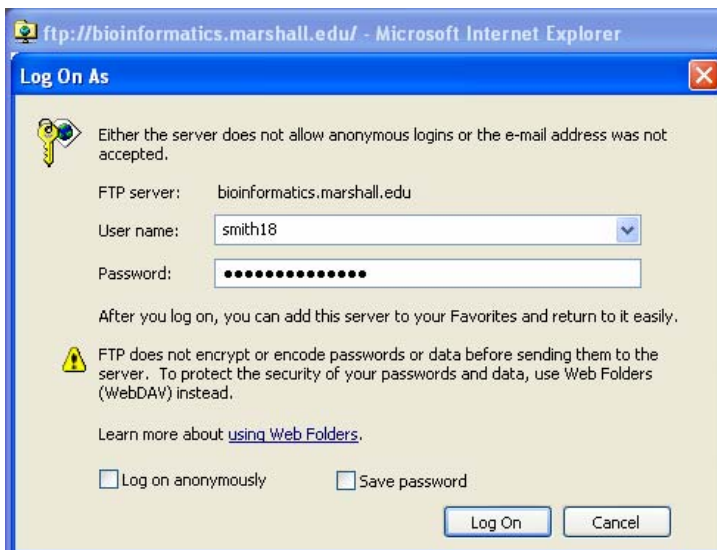 ftp://bioinformatics.marshall.edu/ - Microsoft Internet Explorer
Log On As
Either the server does not allow anonymous logins or the e-mail address was not
accepted.
FTP server: bioinformatics.marshall.edu
User name: smith18
Password: ●●●●●●●●●●●●●●
After you log on, you can add this server to your Favorites and return to it easily.
FTP does not encrypt or encode passwords or data before sending them to the
server. To protect the security of your passwords and data, use Web Folders
(WebDAV) instead.
Learn more about using Web Folders.
Log on anonymously Save password
Log On Cancel